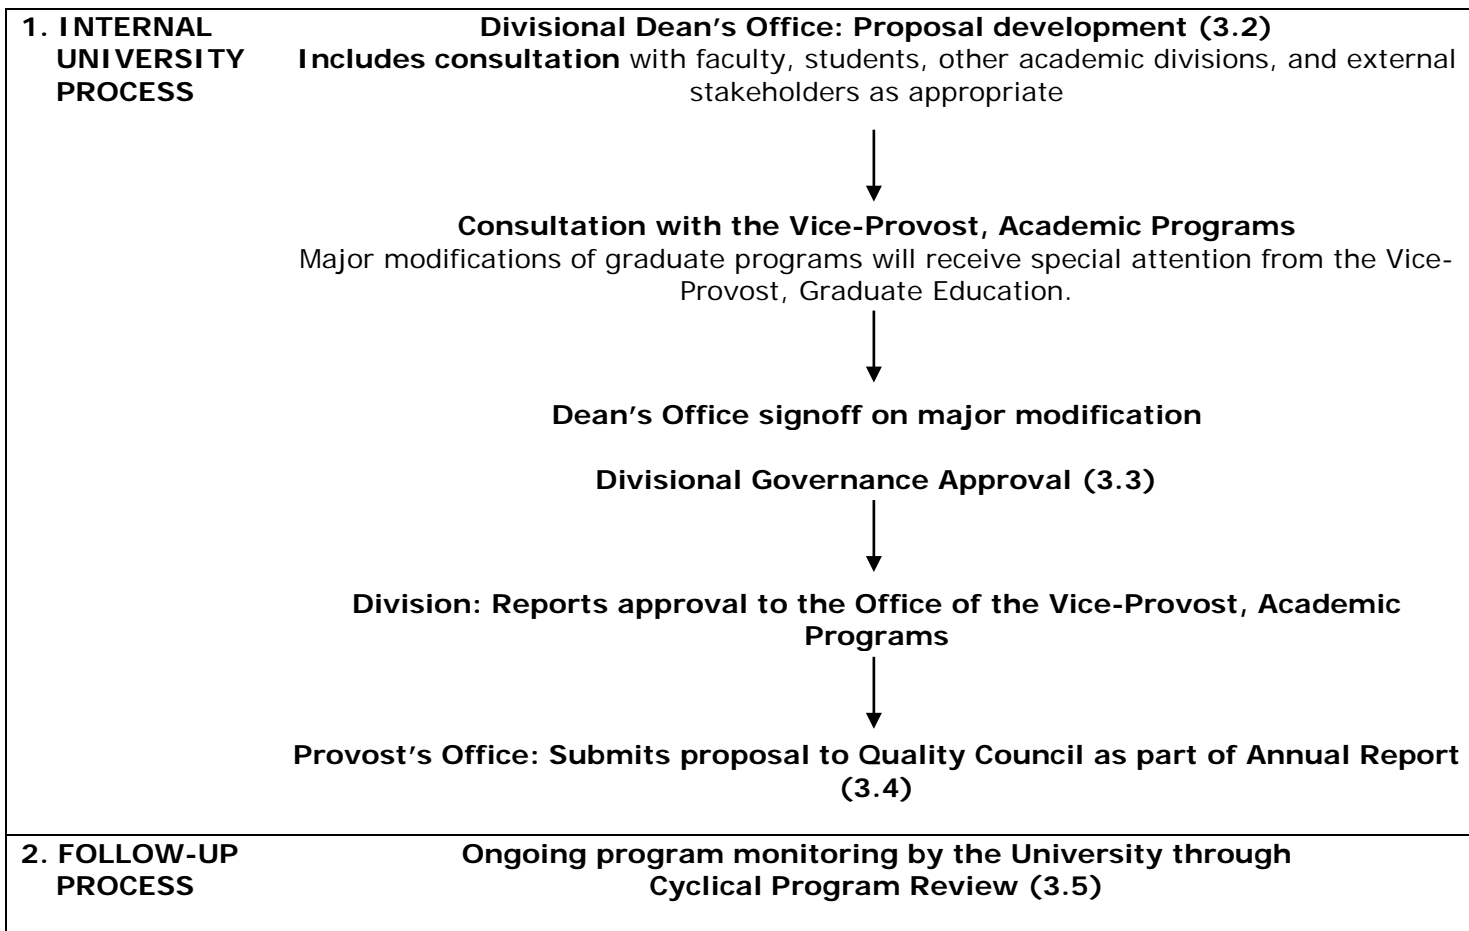 1. INTERNAL
UNIVERSITY
PROCESS
Divisional Dean’s Office: Proposal development (3.2)
Includes consultation with faculty, students, other academic divisions, and external
stakeholders as appropriate
Consultation with the Vice-Provost, Academic Programs
Major modifications of graduate programs will receive special attention from the Vice-
Provost, Graduate Education.
Dean’s Office signoff on major modification
Divisional Governance Approval (3.3)
Division: Reports approval to the Office of the Vice-Provost, Academic
Programs
Provost’s Office: Submits proposal to Quality Council as part of Annual Report
(3.4)
2. FOLLOW-UP
PROCESS
Ongoing program monitoring by the University through
Cyclical Program Review (3.5)